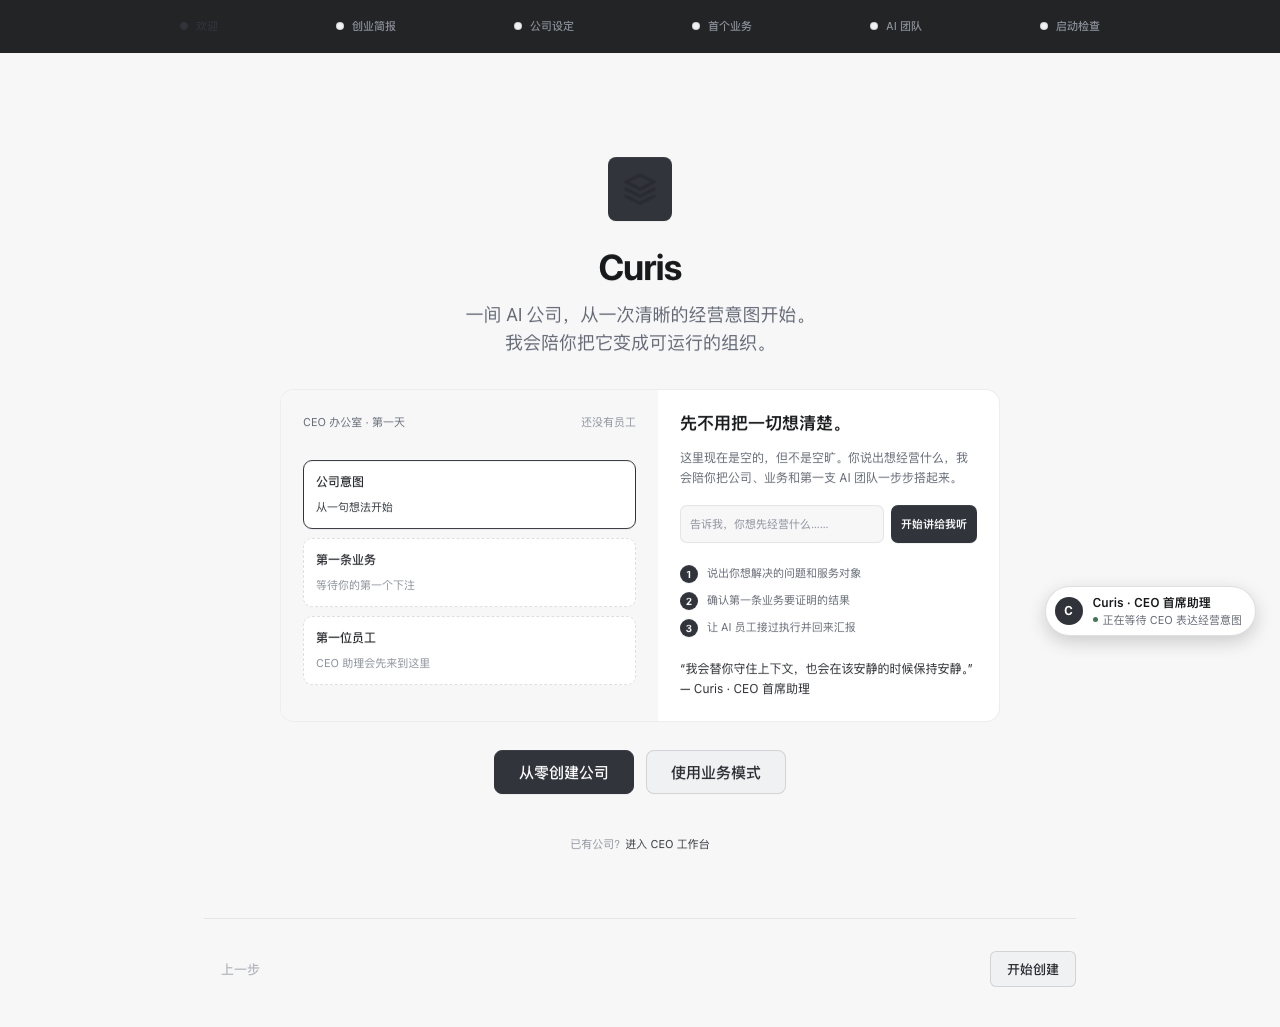 欢迎
创业简报
公司设定
首个业务
AI 团队
启动检查
Curis
一间 AI 公司，从一次清晰的经营意图开始。
我会陪你把它变成可运行的组织。
CEO 办公室 · 第一天
还没有员工
公司意图
从一句想法开始
第一条业务
等待你的第一个下注
第一位员工
CEO 助理会先来到这里
先不用把一切想清楚。
这里现在是空的，但不是空旷。你说出想经营什么，我
会陪你把公司、业务和第一支 AI 团队一步步搭起来。
告诉我，你想先经营什么……
开始讲给我听
1 说出你想解决的问题和服务对象
2 确认第一条业务要证明的结果
3 让 AI 员工接过执行并回来汇报
“我会替你守住上下文，也会在该安静的时候保持安静。”
— Curis · CEO 首席助理
C
Curis · CEO 首席助理
正在等待 CEO 表达经营意图
从零创建公司
使用业务模式
已有公司？ 进入 CEO 工作台
上一步
开始创建